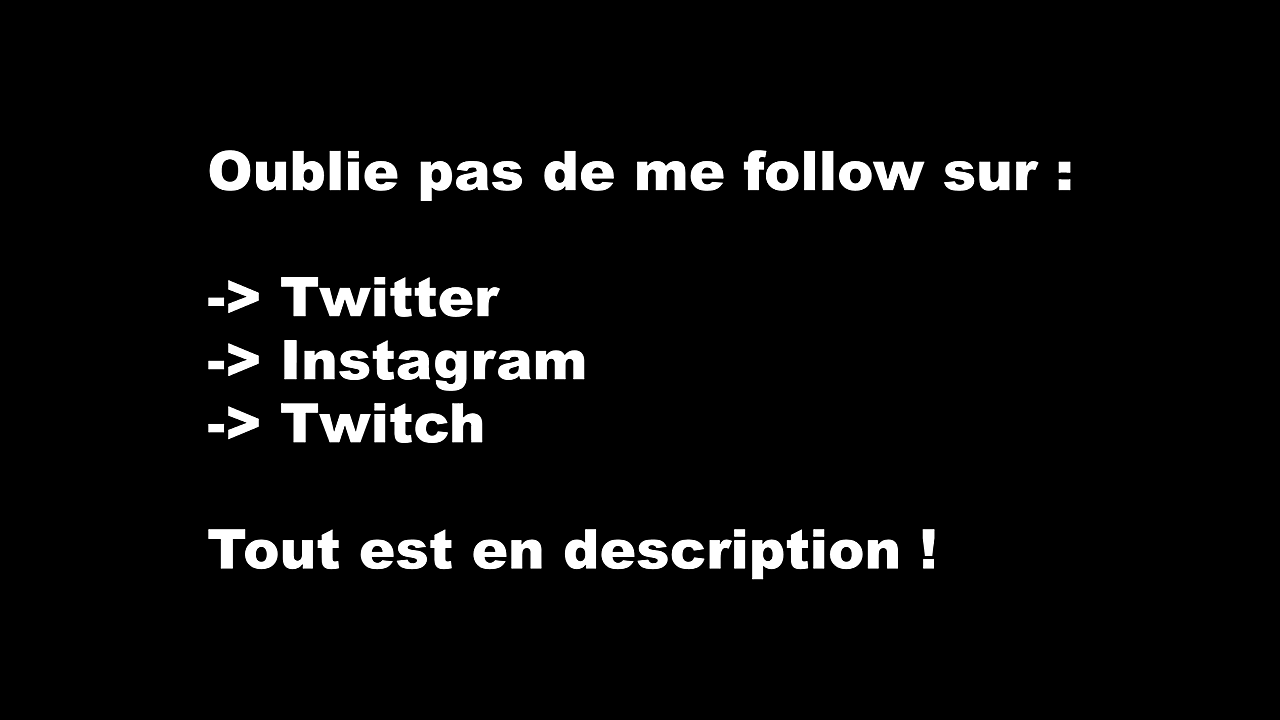 Oublie pas de me follow sur :
-> Twitter
-> Instagram
-> Twitch
Tout est en description !